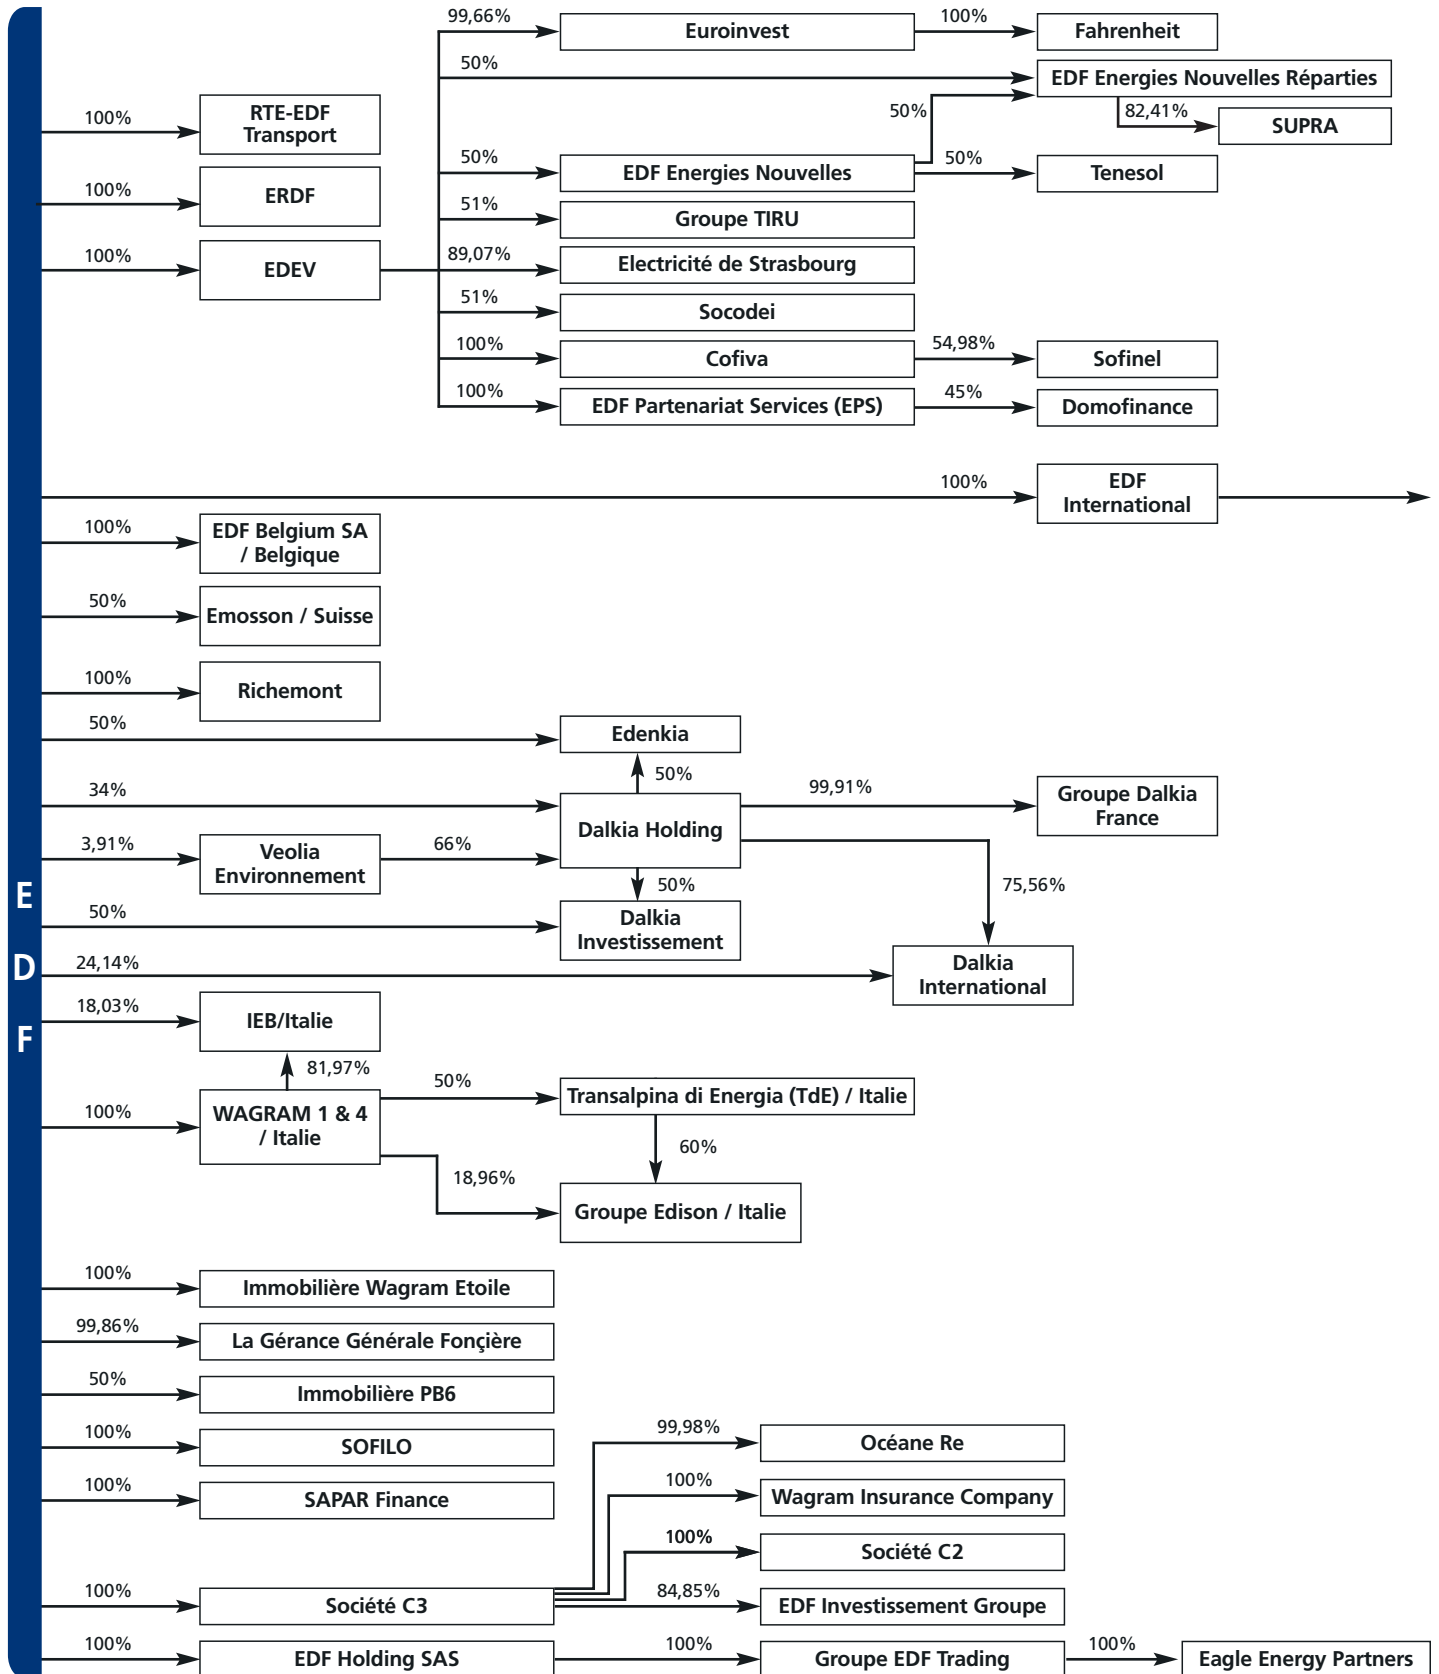 99,66%
Euroinvest
100%
Fahrenheit
50%
EDF Energies Nouvelles Réparties
50%
82,41%
SUPRA
100%
RTE-EDF
Transport
50%
EDF Energies Nouvelles
50%
Tenesol
100%
ERDF
51%
Groupe TIRU
100%
EDEV
89,07%
Electricité de Strasbourg
51%
Socodei
100%
Cofiva
54,98%
Sofinel
100%
EDF Partenariat Services (EPS)
45%
Domofinance
100%
EDF
International
100%
EDF Belgium SA
/ Belgique
50%
Emosson / Suisse
100%
Richemont
50%
Edenkia
50%
34%
Dalkia Holding
99,91%
Groupe Dalkia
France
3,91%
Veolia
Environnement
66%
50%
75,56%
50%
Dalkia
Investissement
24,14%
Dalkia
International
E
D
F
18,03%
IEB/Italie
81,97%
100%
WAGRAM 1 & 4
/ Italie
50%
Transalpina di Energia (TdE) / Italie
60%
18,96%
Groupe Edison / Italie
100%
Immobilière Wagram Etoile
99,86%
La Gérance Générale Fonçière
50%
Immobilière PB6
100%
SOFILO
100%
SAPAR Finance
99,98%
Océane Re
100%
Wagram Insurance Company
100%
Société C2
100%
Société C3
84,85%
EDF Investissement Groupe
100%
EDF Holding SAS
100%
Groupe EDF Trading
100%
Eagle Energy Partners